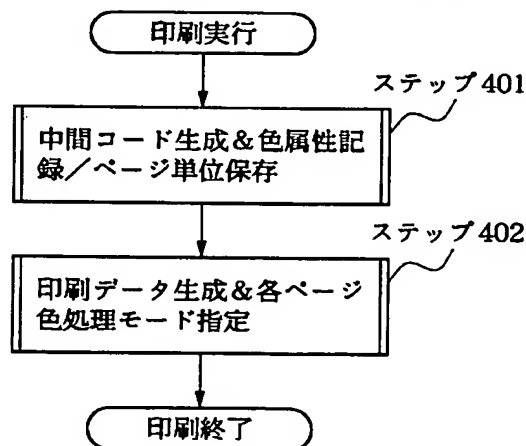 印刷実行
ステップ401
中間コード生成&色属性記
録/ページ単位保存
ステップ402
印刷データ生成&各ページ
色処理モード指定
印刷終了